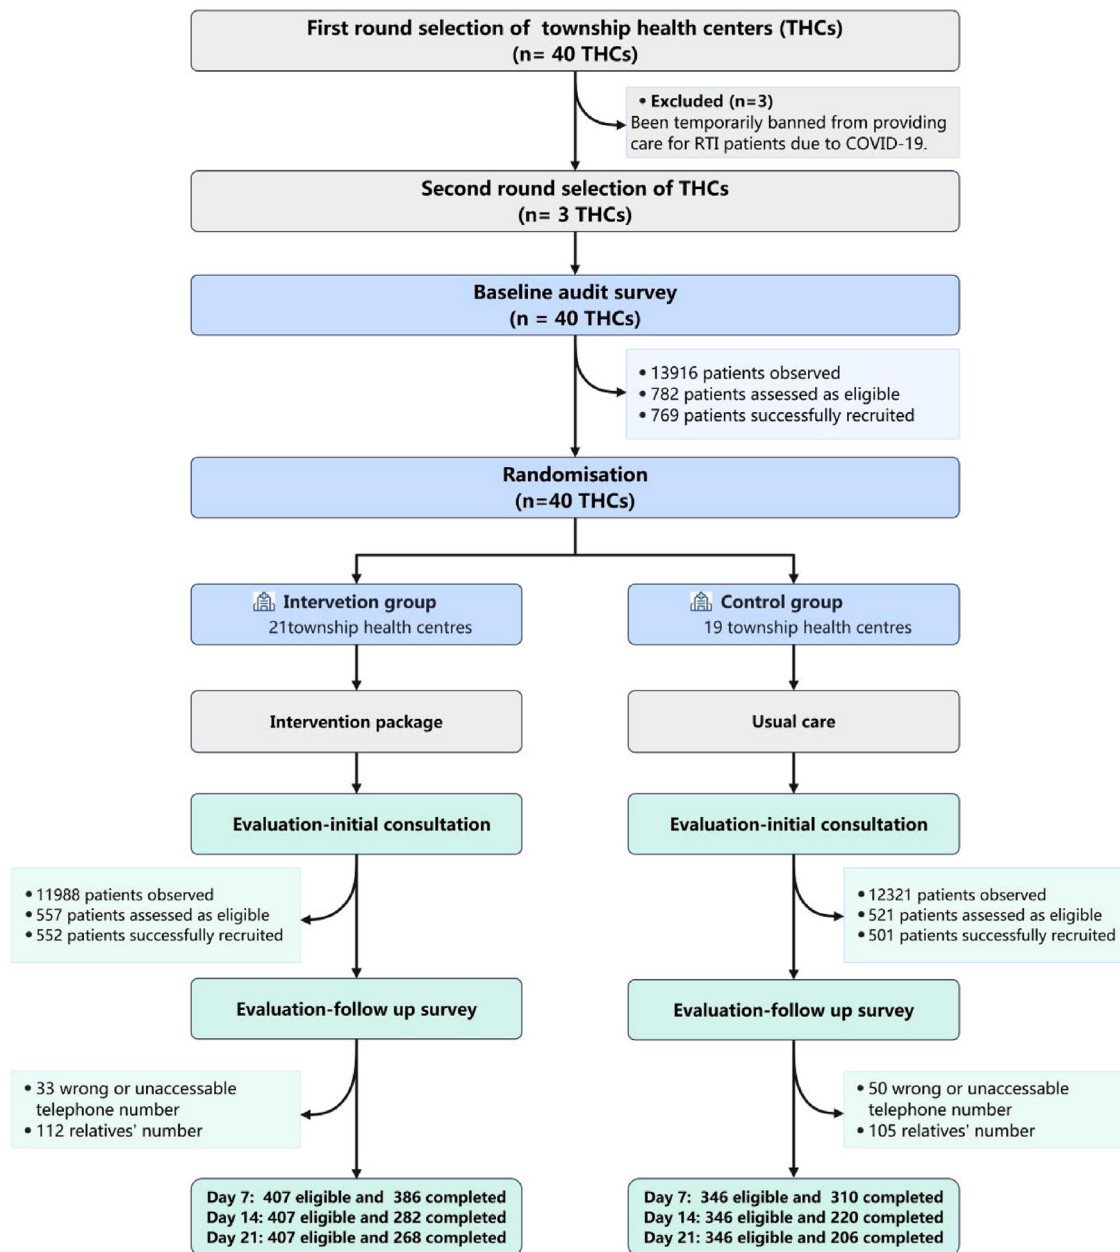 First round selection of township health centers (THCs)
(n= 40 THCs)
• Excluded (n=3)
Been temporarily banned from providing
care for RTI patients due to COVID-19.
Second round selection of THCs
(n= 3 THCs)
Baseline audit survey
(n = 40 THCs)
• 13916 patients observed
• 782 patients assessed as eligible
• 769 patients successfully recruited
Randomisation
(n=40 THCs)
Intervetion group
21township health centres
Control group
19 township health centres
Intervention package
Usual care
Evaluation-initial consultation
Evaluation-initial consultation
• 11988 patients observed
• 557 patients assessed as eligible
• 552 patients successfully recruited
• 12321 patients observed
• 521 patients assessed as eligible
• 501 patients successfully recruited
Evaluation-follow up survey
Evaluation-follow up survey
• 33 wrong or unaccessable
telephone number
• 112 relatives' number
• 50 wrong or unaccessable
telephone number
• 105 relatives' number
Day 7: 407 eligible and 386 completed
Day 14: 407 eligible and 282 completed
Day 21: 407 eligible and 268 completed
Day 7: 346 eligible and 310 completed
Day 14: 346 eligible and 220 completed
Day 21: 346 eligible and 206 completed